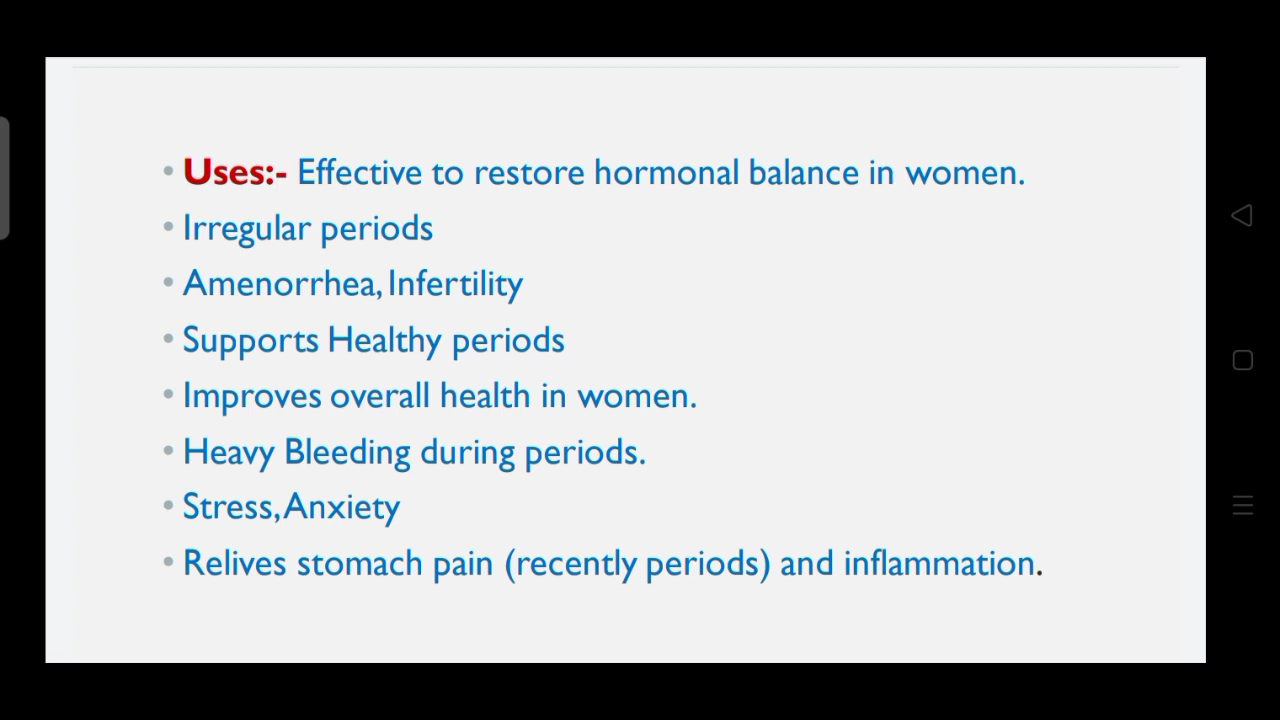 • Uses:- Effective to restore hormonal balance in women.
• Irregular periods
• Amenorrhea, Infertility
• Supports Healthy periods
• Improves overall health in women.
• Heavy Bleeding during periods.
• Stress, Anxiety
• Relives stomach pain (recently periods) and inflammation.